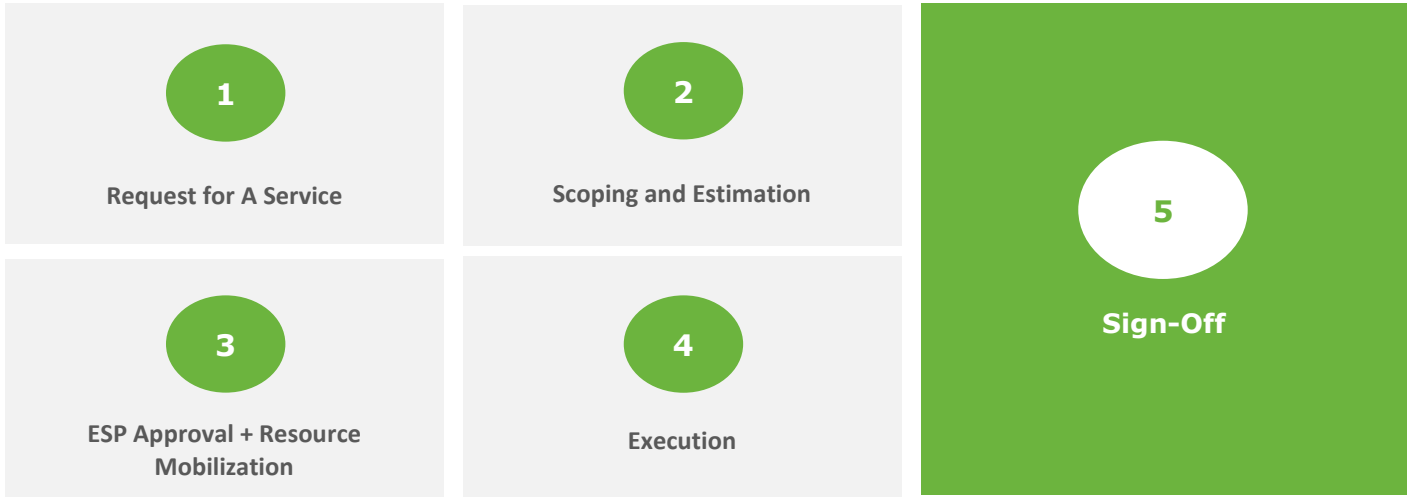 1
Request for A Service
2
Scoping and Estimation
3
ESP Approval + Resource
Mobilization
4
Execution
5
Sign-Off